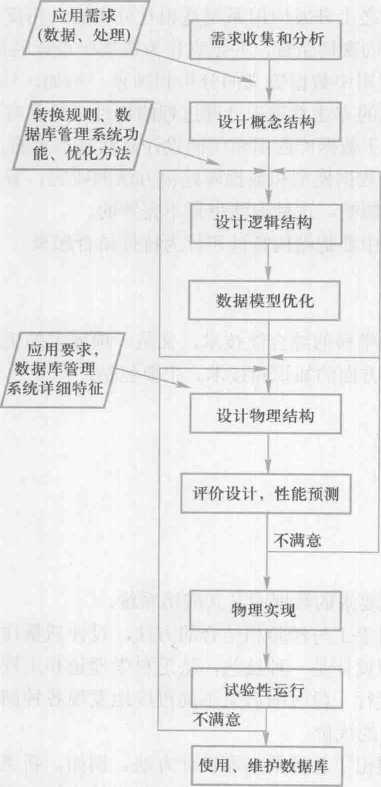 应用需求
(数据、处理)
需求收集和分析
设计概念结构
转换规则、数
据库管理系统功
能、优化方法
设计逻辑结构
数据模型优化
应用要求，
数据库管理
系统详细特征
设计物理结构
评价设计，性能预测
不满意
物理实现
试验性运行
不满意
使用、维护数据库